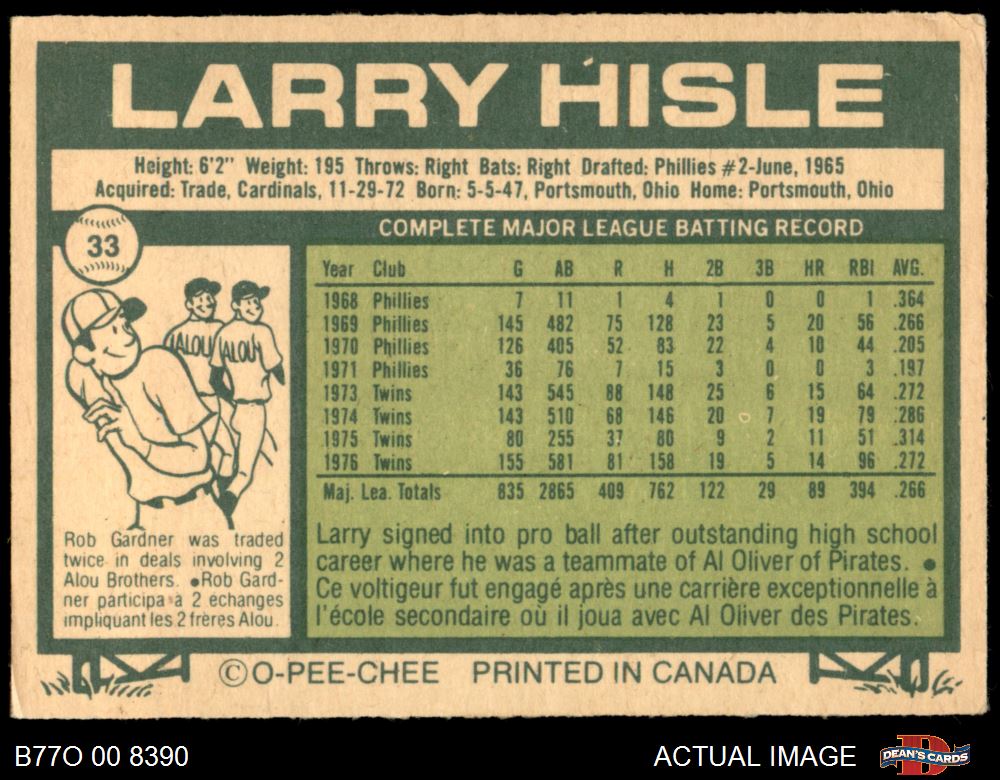 LARRY HISLE
Height: 6'2" Weight: 195 Throws: Right Bats: Right Drafted: Phillies #2-June, 1965
Acquired: Trade, Cardinals, 11-29-72 Born: 5-5-47, Portsmouth, Ohio Home: Portsmouth, Ohio
33
COMPLETE MAJOR LEAGUE BATTING RECORD
Year Club G AB R H 2B 3B HR RBI AVG.
1968 Phillies 7 11 1 4 1 0 0 1 .364
1969 Phillies 145 482 75 128 23 5 20 56 .266
1970 Phillies 126 405 52 83 22 4 10 44 .205
1971 Phillies 36 76 7 15 3 0 0 3 .197
1973 Twins 143 545 88 148 25 6 15 64 .272
1974 Twins 143 510 68 146 20 7 19 79 .286
1975 Twins 80 255 37 80 9 2 11 51 .314
1976 Twins 155 581 81 158 19 5 14 96 .272
Maj. Lea. Totals 835 2865 409 762 122 29 89 394 .266
ALOU ALOU
Rob Gardner was traded
twice in deals involving 2
Alou Brothers. ●Rob Gard-
ner participa à 2 echanges
impliquant les 2 frères Alou.
Larry signed into pro ball after outstanding high school
career where he was a teammate of Al Oliver of Pirates. ●
Ce voltigeur fut engagé après une carrière exceptionnelle à
l'école secondaire où il joua avec Al Oliver des Pirates.
© O-PEE-CHEE PRINTED IN CANADA
B77O 00 8390
ACTUAL IMAGE
D
DEAN'S CARDS